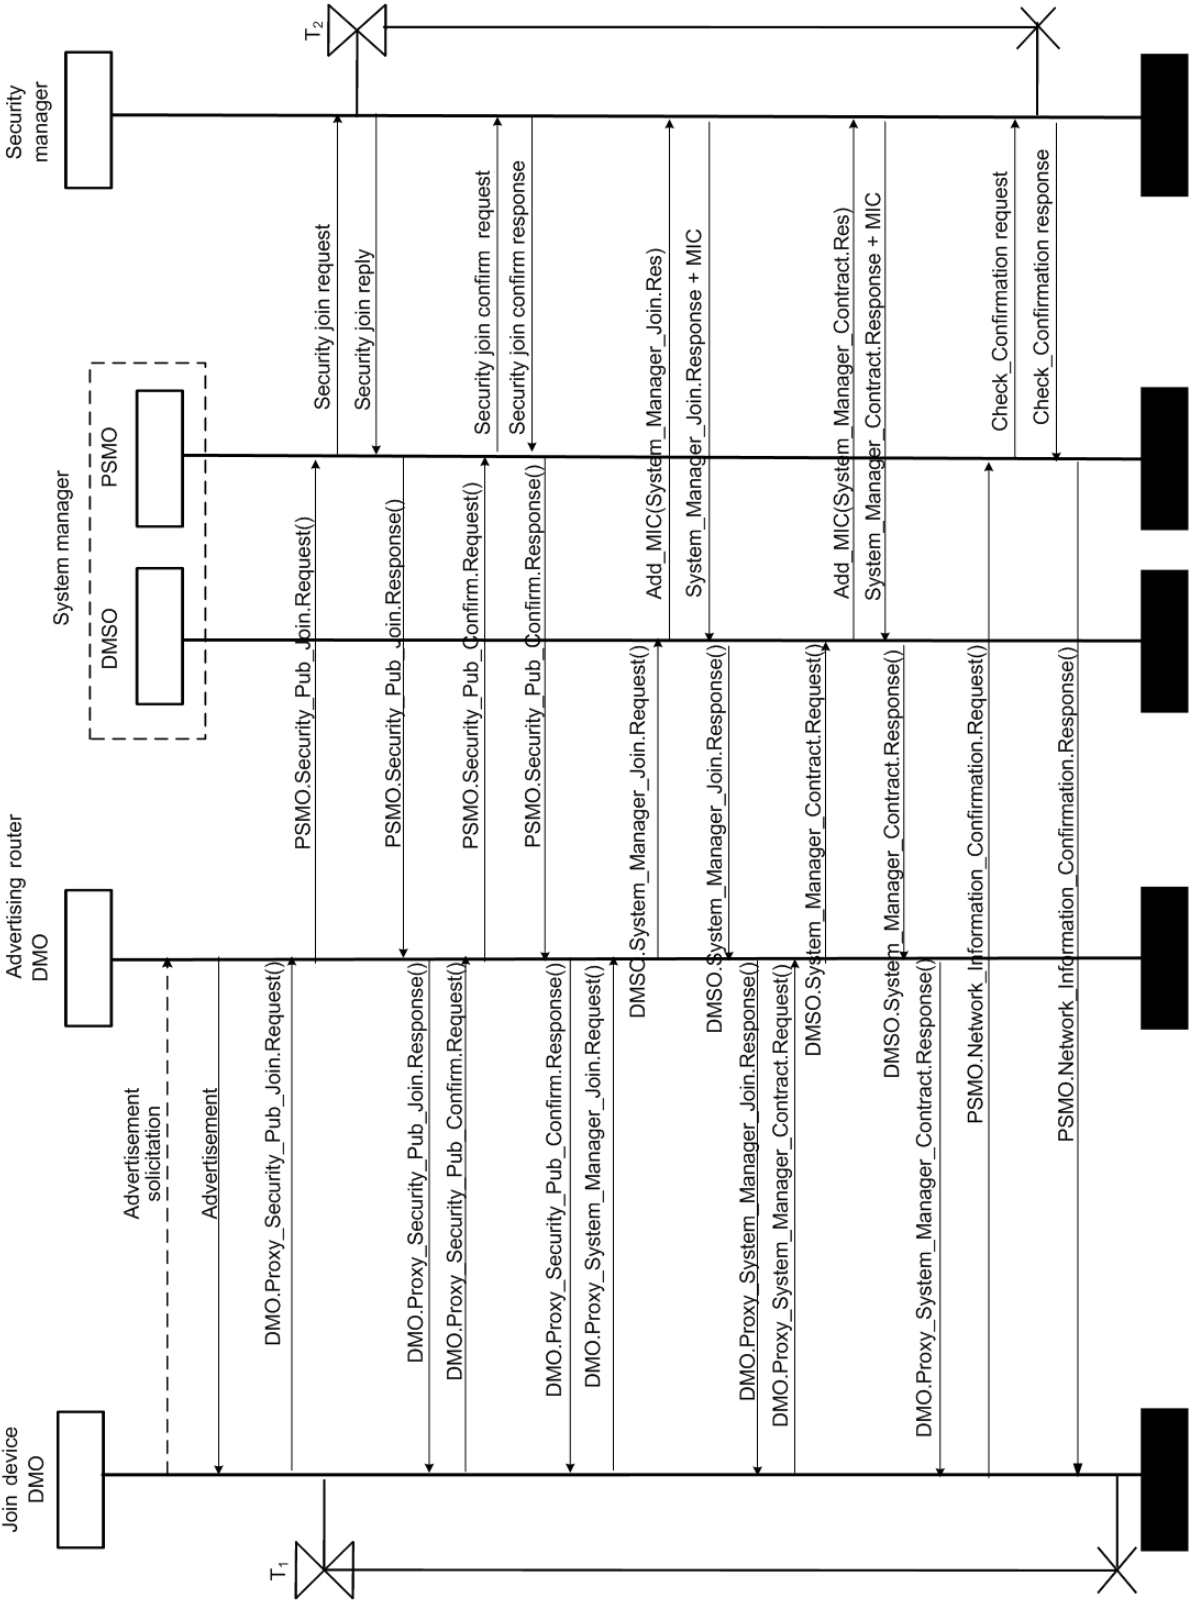 Join device
DMO
Advertising router
DMO
System manager
DMSO
PSMO
Security
manager
T1
T2
Advertisement
solicitation
Advertisement
DMO.Proxy_Security_Pub_Join.Request()
PSMO.Security_Pub_Join.Request()
Security join request
Security join reply
PSMO.Security_Pub_Join.Response()
DMO.Proxy_Security_Pub_Join.Response()
DMO.Proxy_Security_Pub_Confirm.Request()
PSMO.Security_Pub_Confirm.Request()
Security join confirm request
Security join confirm response
PSMO.Security_Pub_Confirm.Response()
DMO.Proxy_Security_Pub_Confirm.Response()
DMO.Proxy_System_Manager_Join.Request()
DMSO.System_Manager_Join.Request()
Add_MIC(System_Manager_Join.Res)
System_Manager_Join.Response + MIC
DMSO.System_Manager_Join.Response()
DMO.Proxy_System_Manager_Join.Response()
DMO.Proxy_System_Manager_Contract.Request()
DMSO.System_Manager_Contract.Request()
Add_MIC(System_Manager_Contract.Res)
System_Manager_Contract.Response + MIC
DMSO.System_Manager_Contract.Response()
DMO.Proxy_System_Manager_Contract.Response()
PSMO.Network_Information_Confirmation.Request()
Check_Confirmation request
Check_Confirmation response
PSMO.Network_Information_Confirmation.Response()